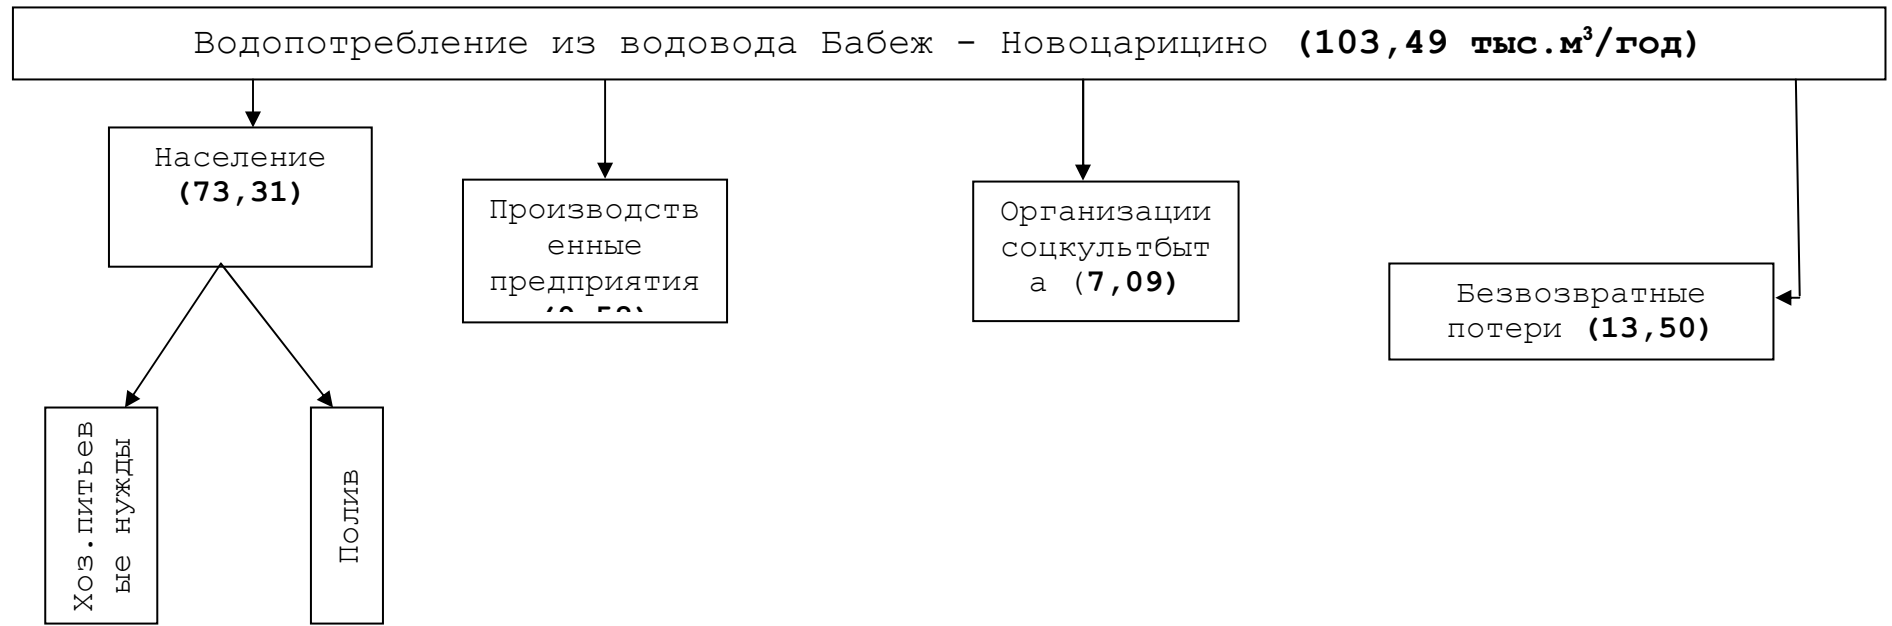 Водопотребление из водовода Бабеж - Новоцарицино (103,49 тыс.м³/год)
Население
(73,31)
Производств
енные
предприятия
Организации
соцкультбыт
а (7,09)
Безвозвратные
потери (13,50)
Хоз.питьев
ые нужды
Полив